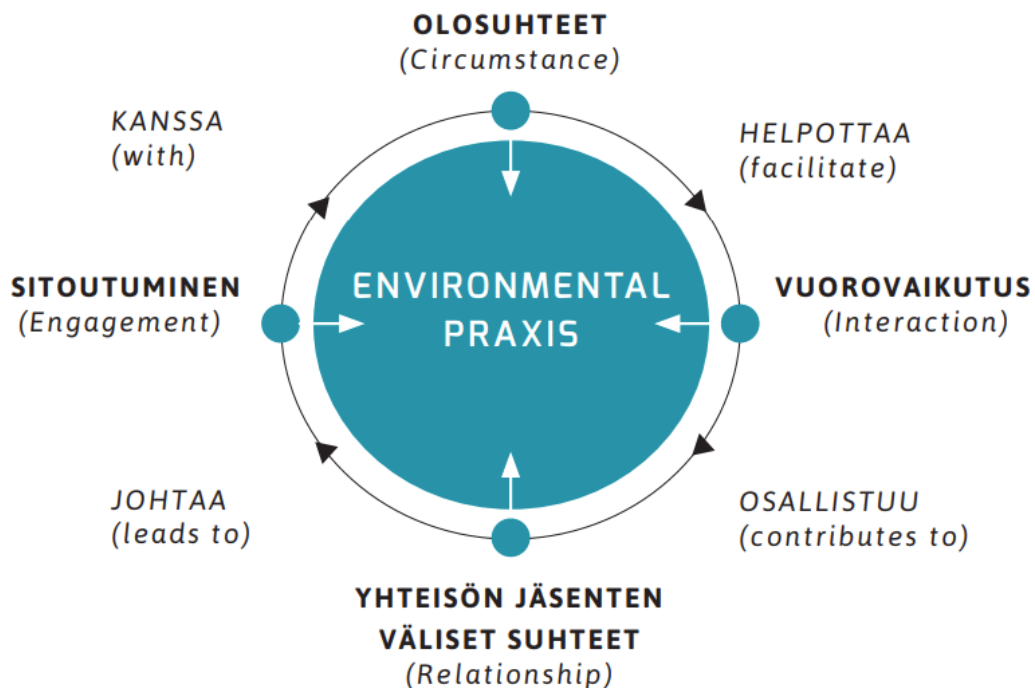 OLOSUHTEET
(Circumstance)
KANSSA
(with)
HELPOTTAA
(facilitate)
SITOUTUMINEN
(Engagement)
ENVIRONMENTAL
PRAXIS
VUOROVAIKUTUS
(Interaction)
JOHTAA
(leads to)
OSALLISTUU
(contributes to)
YHTEISÖN JÄSENTEN
VÄLISET SUHTEET
(Relationship)